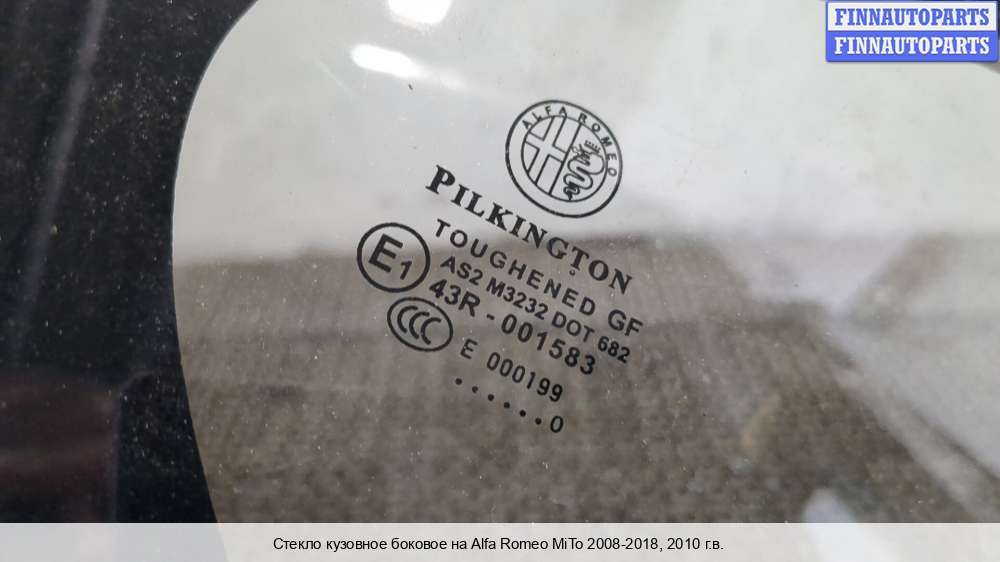 FINNAUTOPARTS
FINNAUTOPARTS
ALFA ROMEO
PILKINGTON
TOUGHENED GF
AS2 M3232 DOT 682
E1
43R - 001583
CCC
E 000199
......0
Стекло кузовное боковое на Alfa Romeo MiTo 2008-2018, 2010 г.в.